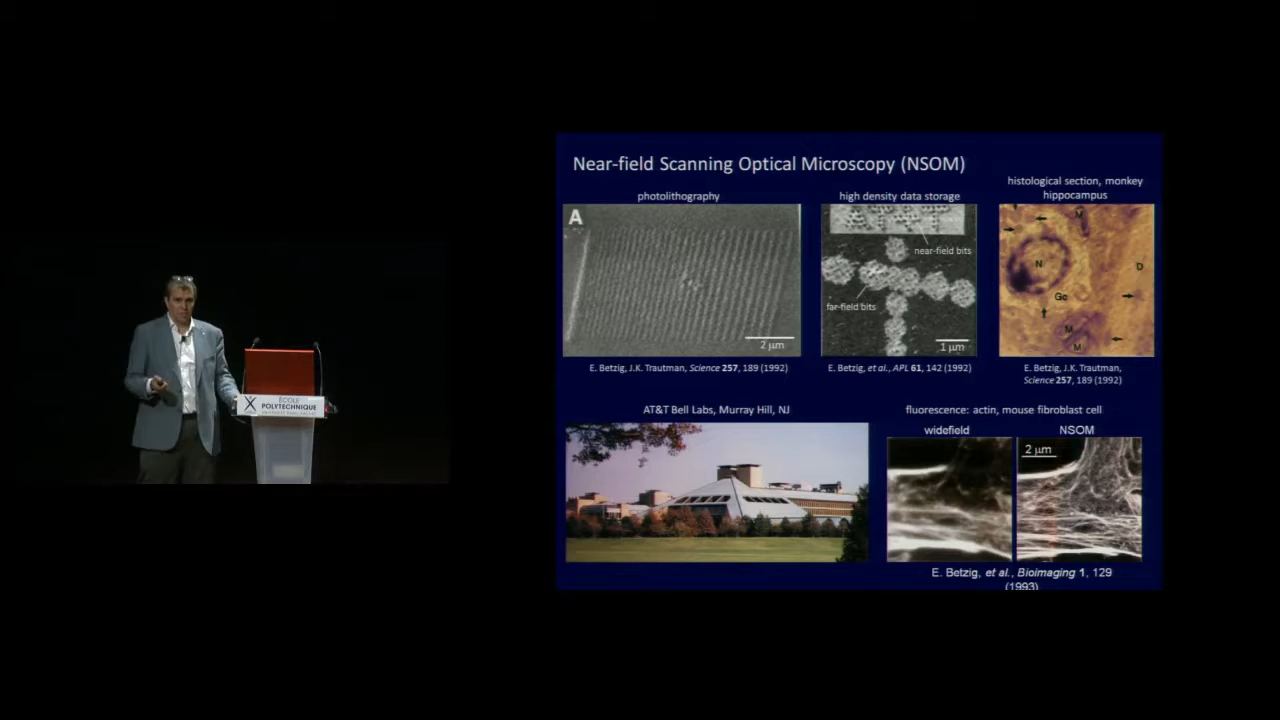 Near-field Scanning Optical Microscopy (NSOM)
photolithography
high density data storage
histological section, monkey
hippocampus
A
2 μm
near-field bits
far-field bits
1 μm
M
N
D
Gc
M
M
E. Betzig, J.K. Trautman, Science 257, 189 (1992)
E. Betzig, et al., APL 61, 142 (1992)
E. Betzig, J.K. Trautman,
Science 257, 189 (1992)
AT&T Bell Labs, Murray Hill, NJ
fluorescence: actin, mouse fibroblast cell
widefield
NSOM
2 μm
E. Betzig, et al., Bioimaging 1, 129
(1993)
ÉCOLE
POLYTECHNIQUE